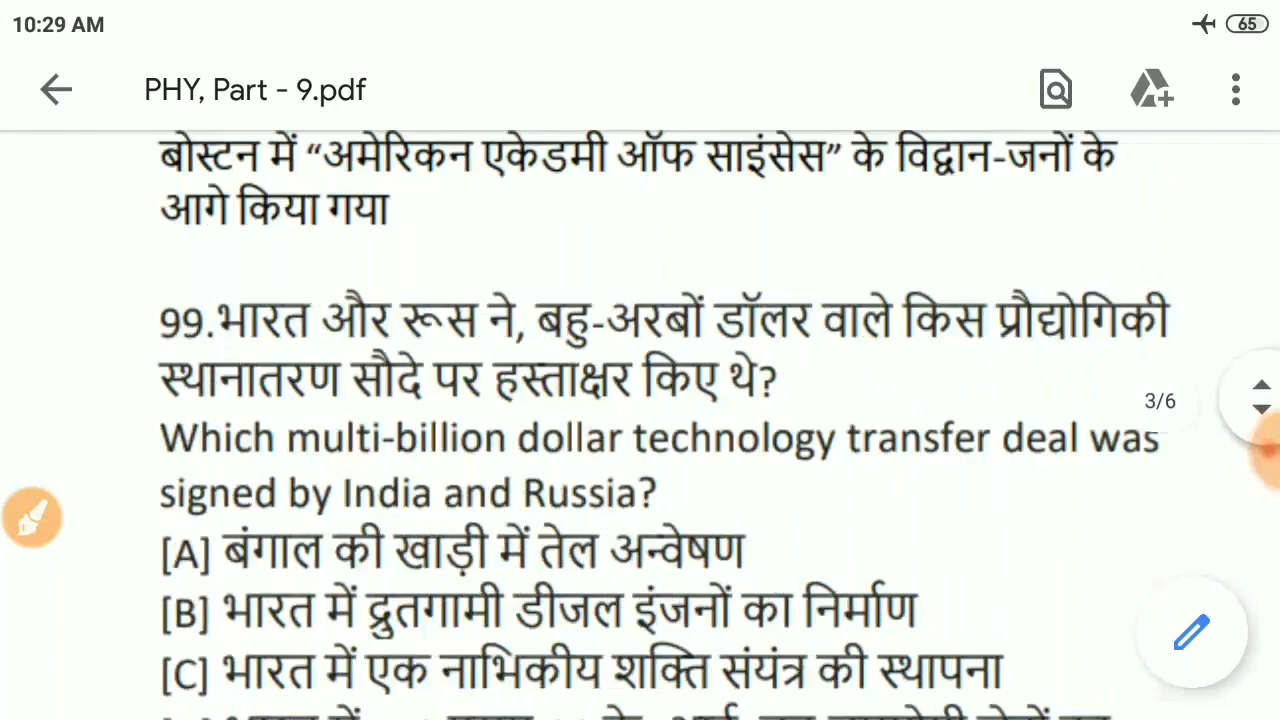 10:29 AM
65
PHY, Part - 9.pdf
बोस्टन में “अमेरिकन एकेडमी ऑफ साइंसेस” के विद्वान-जनों के
आगे किया गया
99.भारत और रूस ने, बहु-अरबों डॉलर वाले किस प्रौद्योगिकी
स्थानातरण सौदे पर हस्ताक्षर किए थे?
3/6
Which multi-billion dollar technology transfer deal was
signed by India and Russia?
[A] बंगाल की खाड़ी में तेल अन्वेषण
[B] भारत में द्रुतगामी डीजल इंजनों का निर्माण
[C] भारत में एक नाभिकीय शक्ति संयंत्र की स्थापना